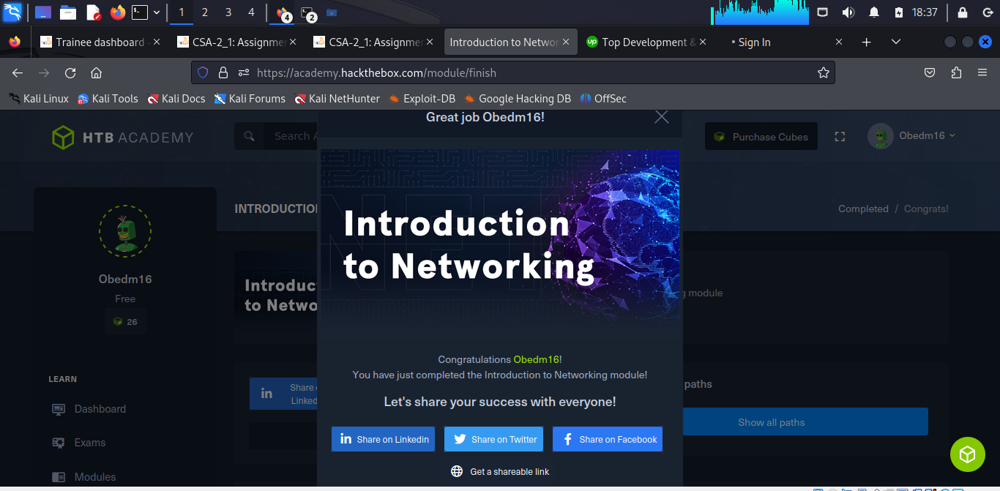 1 2 3 4 4 2 18:37
Trainee dashboard - CSA-2_1: Assignmen CSA-2_1: Assignmen Introduction to Networ up Top Development & • Sign In
https://academy.hackthebox.com/module/finish
Kali Linux Kali Tools Kali Docs Kali Forums Kali NetHunter Exploit-DB Google Hacking DB OffSec
Great job Obedm16!
HTB ACADEMY Search A Purchase Cubes Obedm16
INTRODUCTION Completed / Congrats!
Introduction
to Networking
Obedm16
Free
26
Introduc
to Netwo
g module
Congratulations Obedm16!
You have just completed the Introduction to Networking module!
LEARN
Share
Linked
paths
Let's share your success with everyone!
Dashboard
Show all paths
in Share on Linkedin Share on Twitter f Share on Facebook
Exams
Get a shareable link
Modules